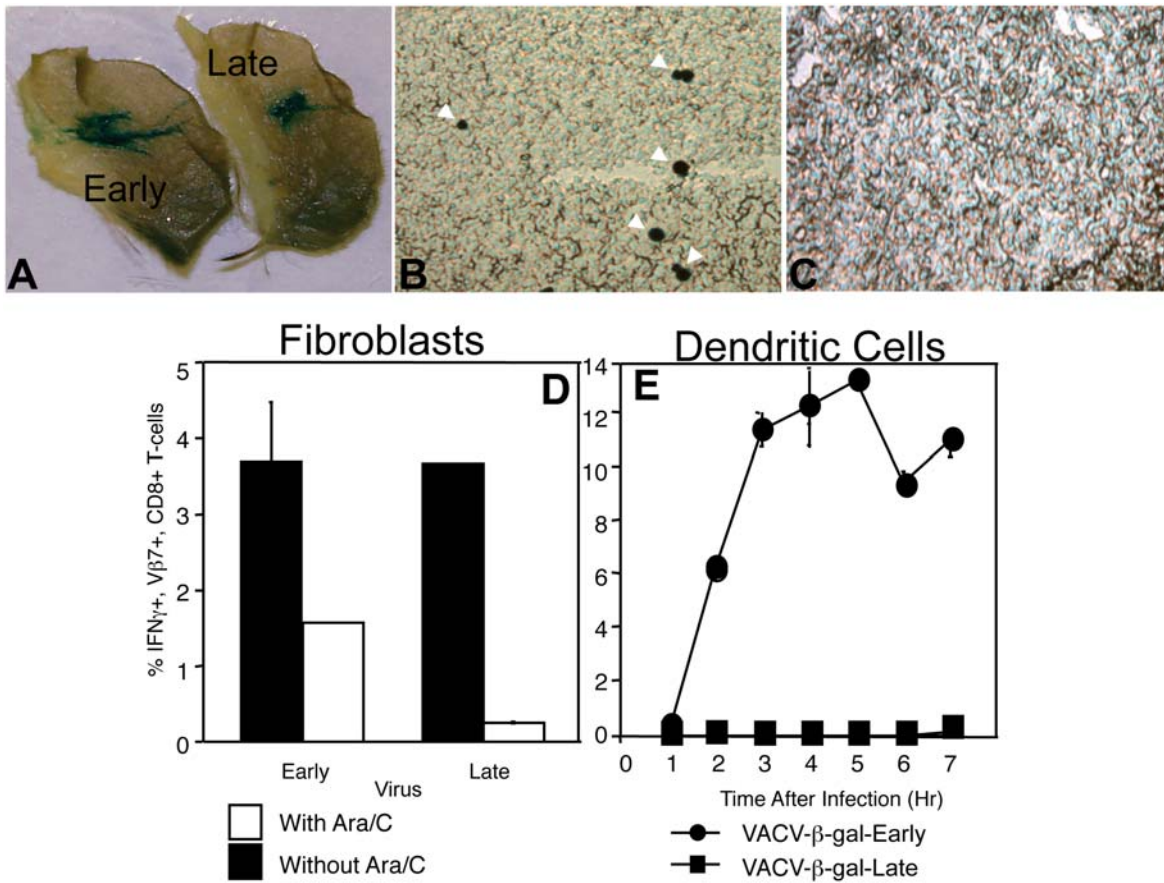 Late
Early
A
B
C
Fibroblasts
D
% IFNγ+, Vβ7+, CD8+ T-cells
5
4
3
2
1
0
Early
Late
Virus
With Ara/C
Without Ara/C
Dendritic Cells
E
14
12
10
8
6
4
2
0
0 1 2 3 4 5 6 7
Time After Infection (Hr)
VACV-β-gal-Early
VACV-β-gal-Late